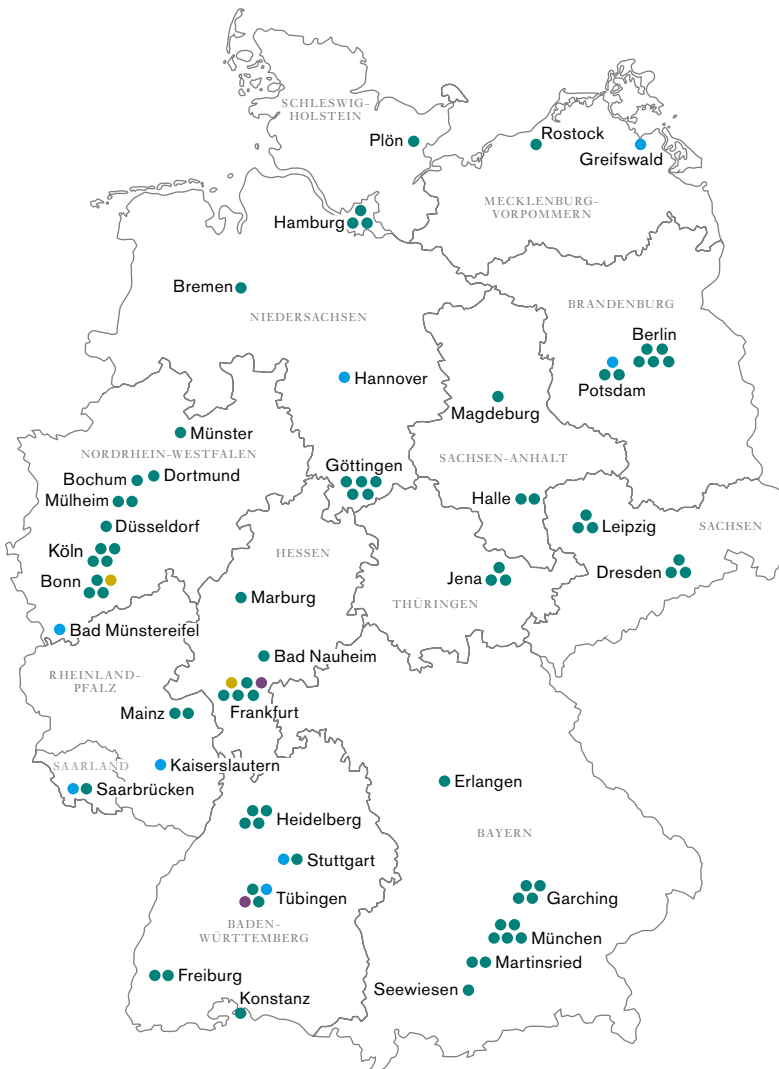 SCHLESWIG-
HOLSTEIN
Plön
Rostock
Greifswald
MECKLENBURG-
VORPOMMERN
Hamburg
Bremen
NIEDERSACHSEN
BRANDENBURG
Berlin
Potsdam
Hannover
Magdeburg
Münster
NORDRHEIN-WESTFALEN
Bochum
Dortmund
Mülheim
Göttingen
SACHSEN-ANHALT
Halle
Düsseldorf
Leipzig
SACHSEN
Köln
HESSEN
Bonn
Jena
Dresden
Marburg
THÜRINGEN
Bad Münstereifel
Bad Nauheim
RHEINLAND-
PFALZ
Mainz
Frankfurt
SAARLAND
Kaiserslautern
Saarbrücken
Erlangen
Heidelberg
BAYERN
Stuttgart
Tübingen
Garching
BADEN-
WÜRTTEMBERG
München
Martinsried
Freiburg
Seewiesen
Konstanz